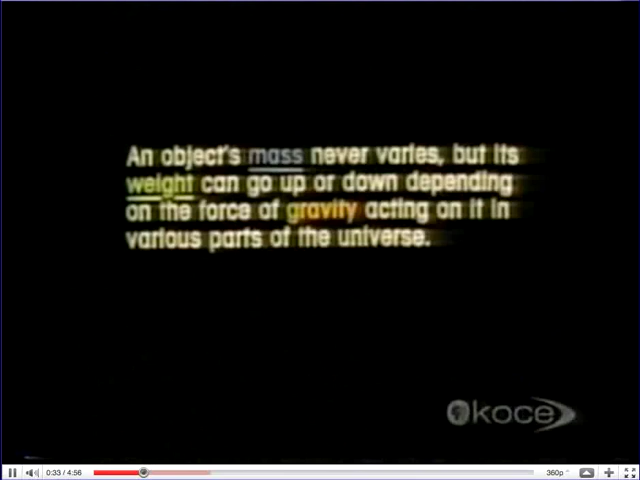 An object's mass never varies, but its
weight can go up or down depending
on the force of gravity acting on it in
various parts of the universe.
koce
0:33 / 4:56
360p